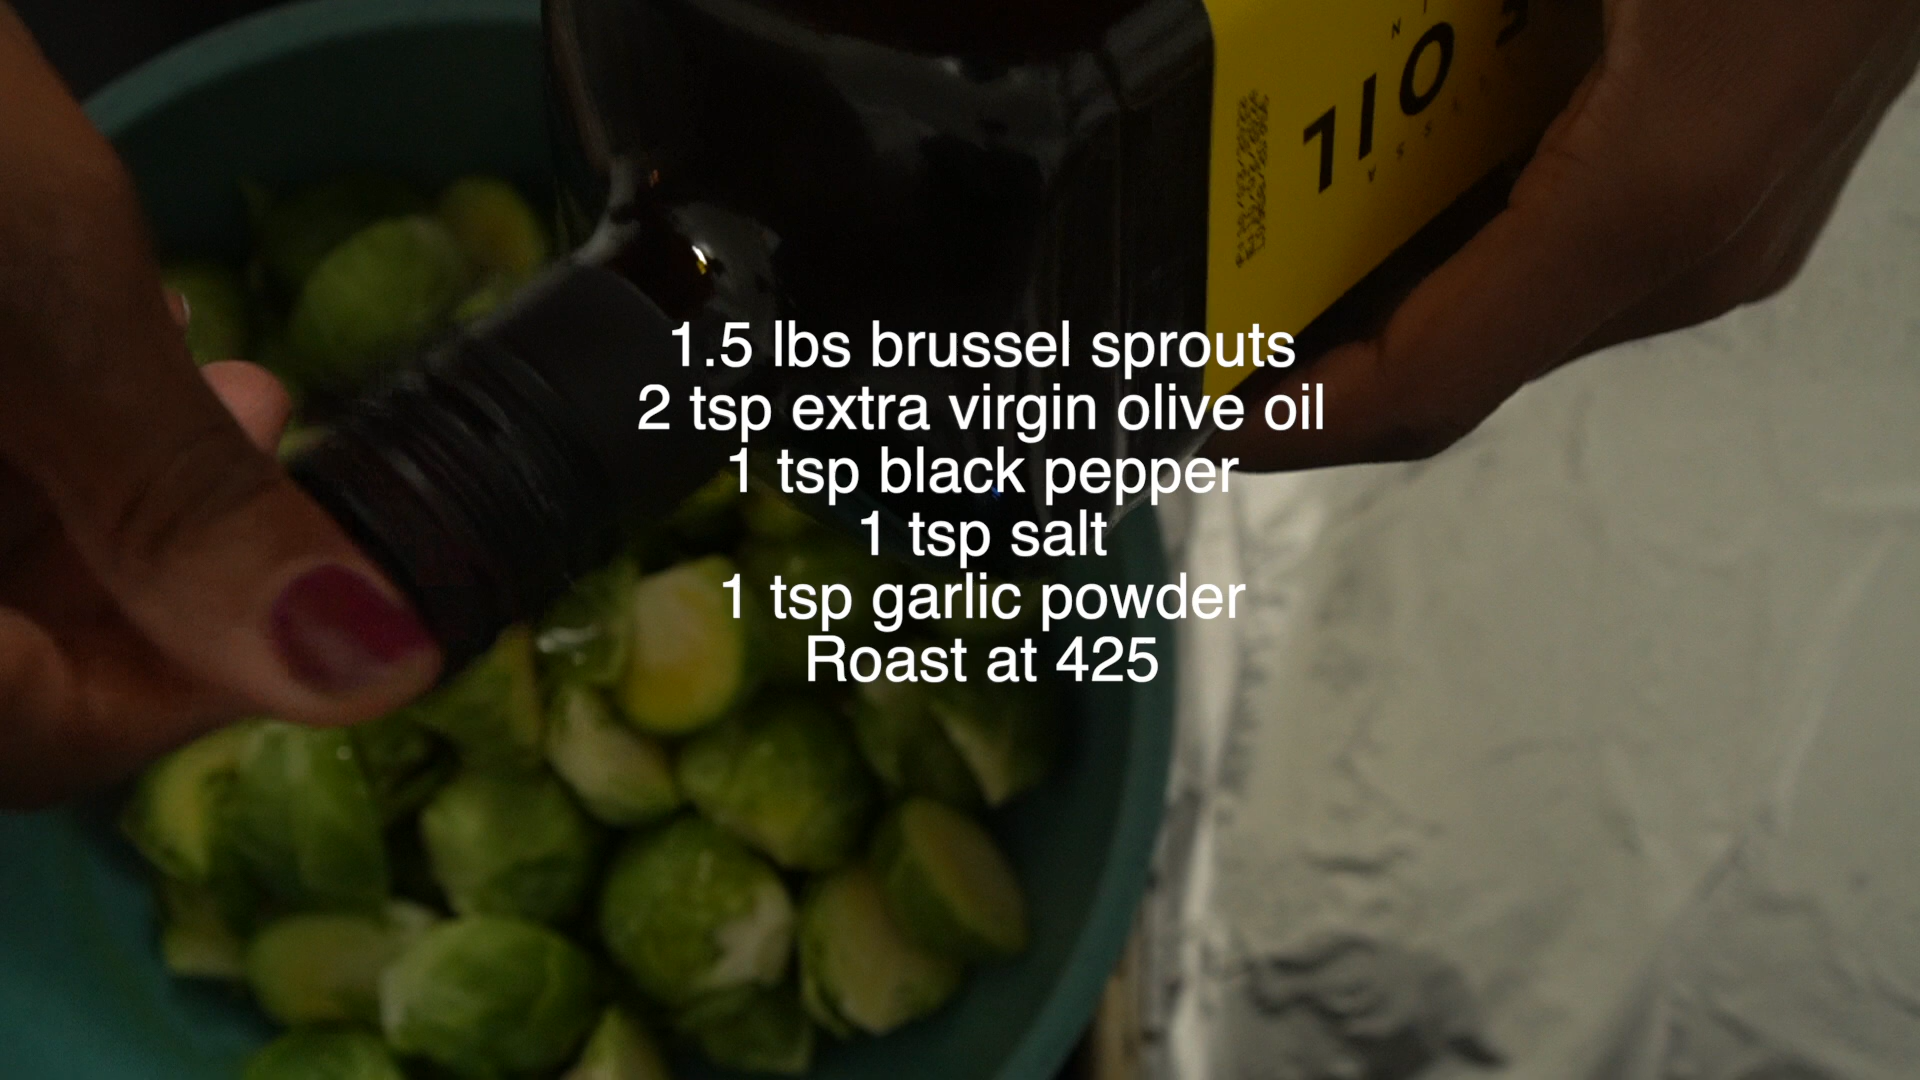 1.5 lbs brussel sprouts
2 tsp extra virgin olive oil
1 tsp black pepper
1 tsp salt
1 tsp garlic powder
Roast at 425
OIL